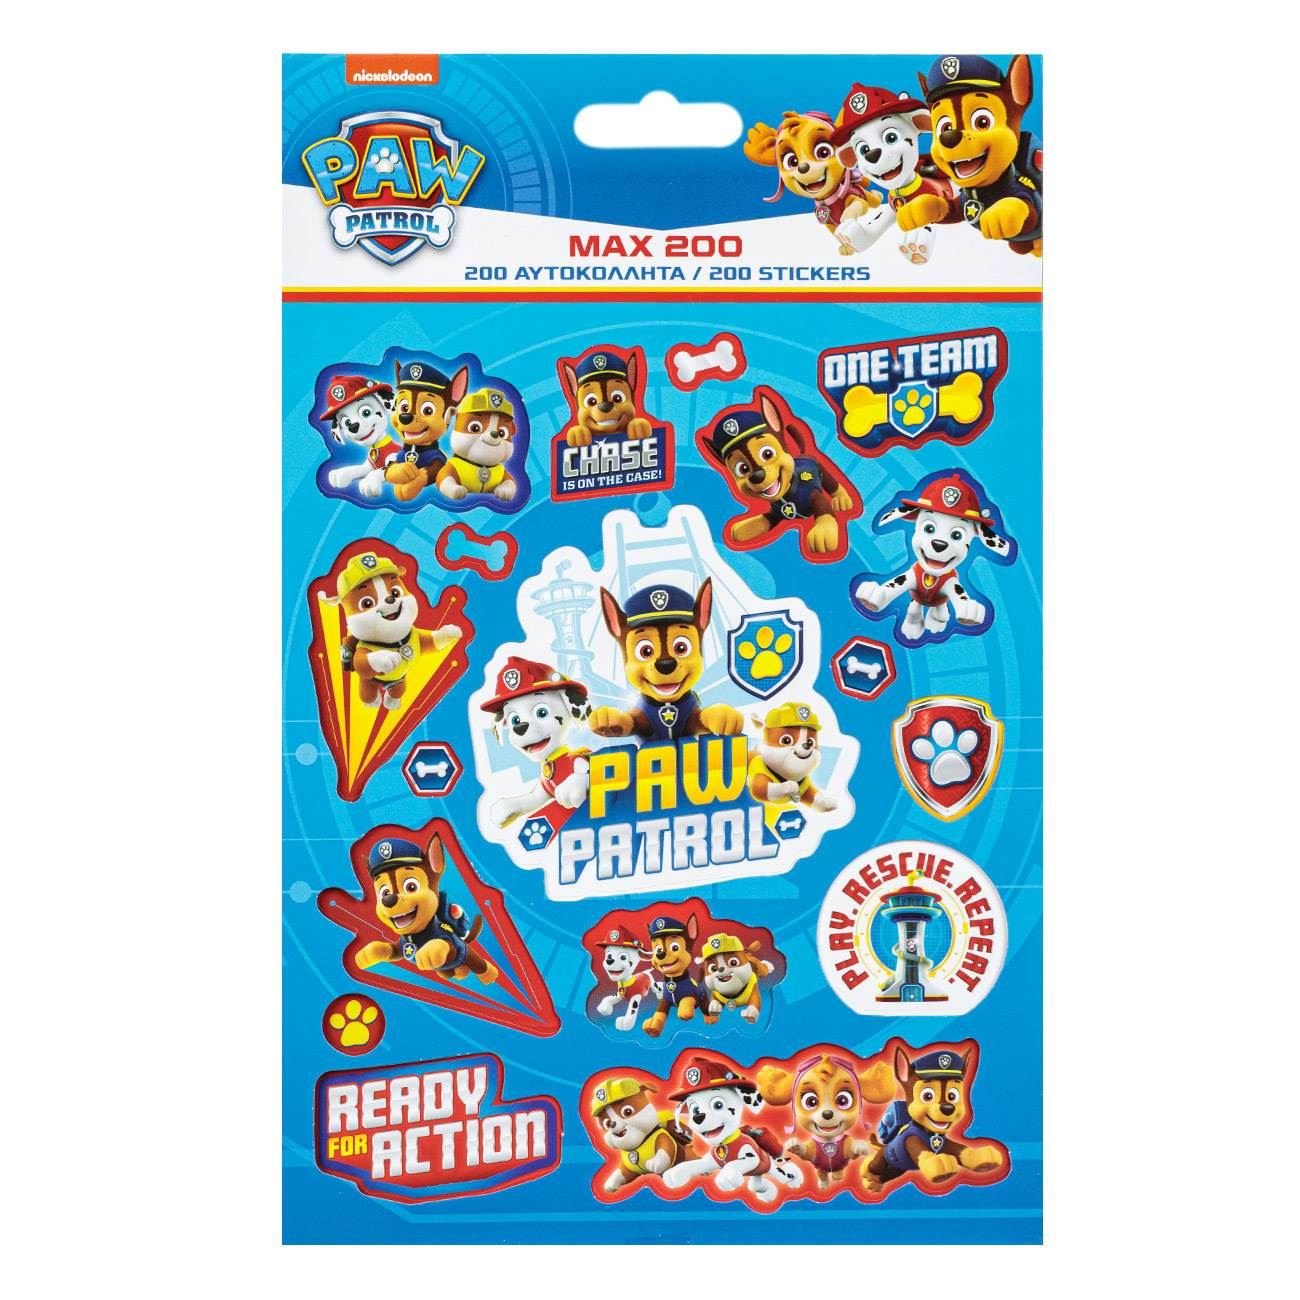 nickelodeon
PAW
PATROL
MAX 200
200 ΑΥΤΟΚΟΛΛΗΤΑ / 200 STICKERS
ONE TEAM
CHASE
IS ON THE CASE!
PAW
PATROL
PLAY. RESCUE. REPEAT.
READY
FOR ACTION